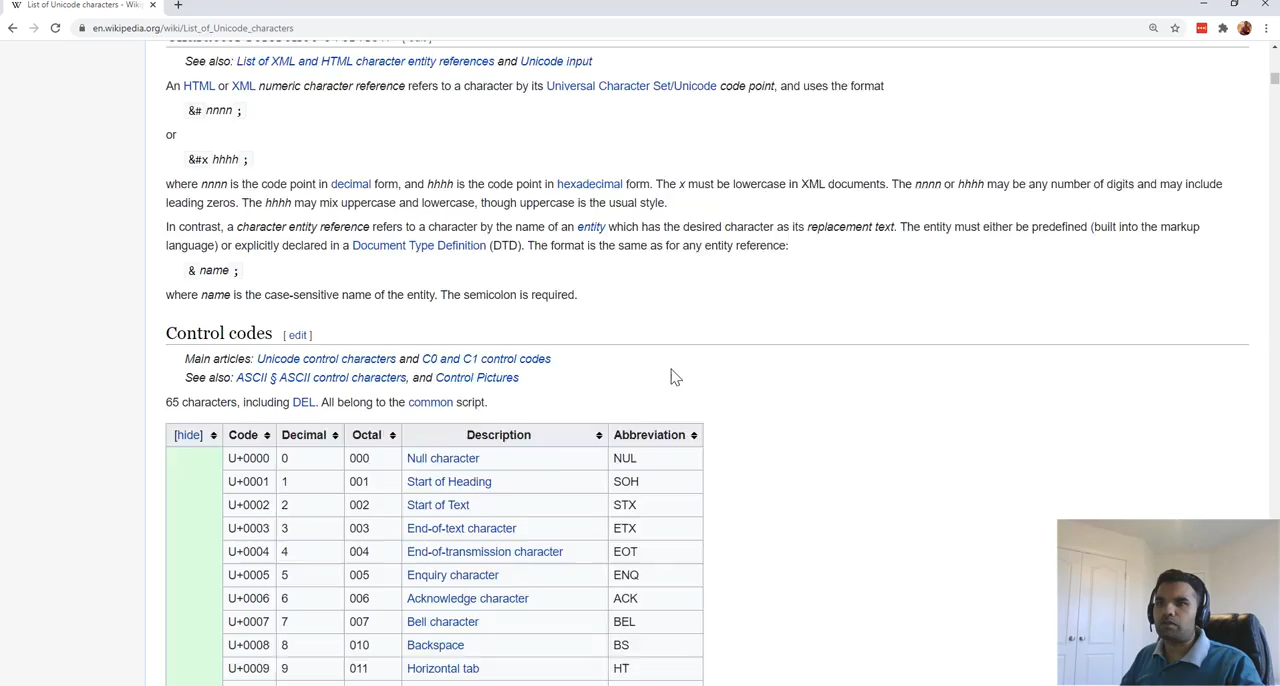 List of Unicode characters - Wiki
en.wikipedia.org/wiki/List_of_Unicode_characters
See also: List of XML and HTML character entity references and Unicode input
An HTML or XML numeric character reference refers to a character by its Universal Character Set/Unicode code point, and uses the format
&# nnnn ;
or
&#x hhhh ;
where nnnn is the code point in decimal form, and hhhh is the code point in hexadecimal form. The x must be lowercase in XML documents. The nnnn or hhhh may be any number of digits and may include
leading zeros. The hhhh may mix uppercase and lowercase, though uppercase is the usual style.
In contrast, a character entity reference refers to a character by the name of an entity which has the desired character as its replacement text. The entity must either be predefined (built into the markup
language) or explicitly declared in a Document Type Definition (DTD). The format is the same as for any entity reference:
& name ;
where name is the case-sensitive name of the entity. The semicolon is required.
Control codes [ edit ]
Main articles: Unicode control characters and C0 and C1 control codes
See also: ASCII § ASCII control characters, and Control Pictures
65 characters, including DEL. All belong to the common script.
[hide] Code Decimal Octal Description Abbreviation
U+0000 0 000 Null character NUL
U+0001 1 001 Start of Heading SOH
U+0002 2 002 Start of Text STX
U+0003 3 003 End-of-text character ETX
U+0004 4 004 End-of-transmission character EOT
U+0005 5 005 Enquiry character ENQ
U+0006 6 006 Acknowledge character ACK
U+0007 7 007 Bell character BEL
U+0008 8 010 Backspace BS
U+0009 9 011 Horizontal tab HT